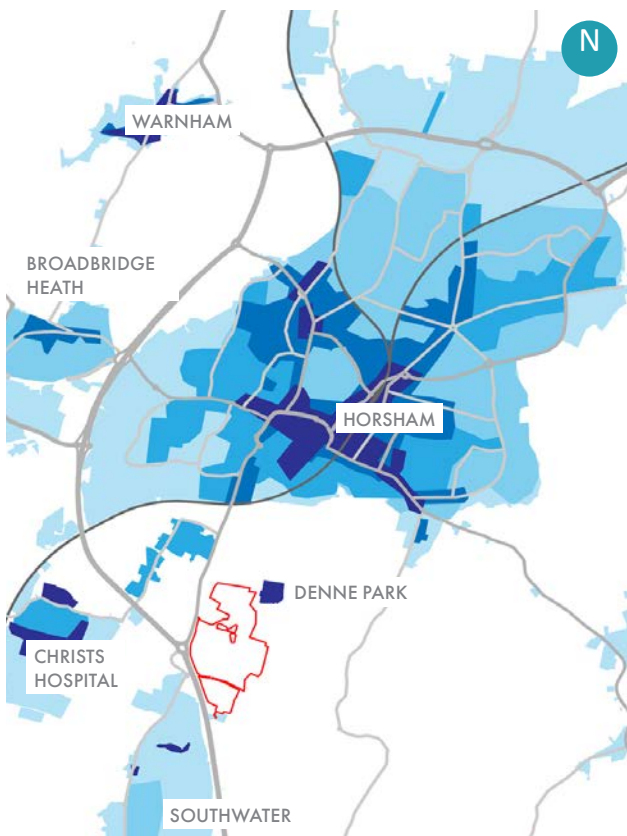 N
WARNHAM
BROADBRIDGE
HEATH
HORSHAM
DENNE PARK
CHRISTS
HOSPITAL
SOUTHWATER